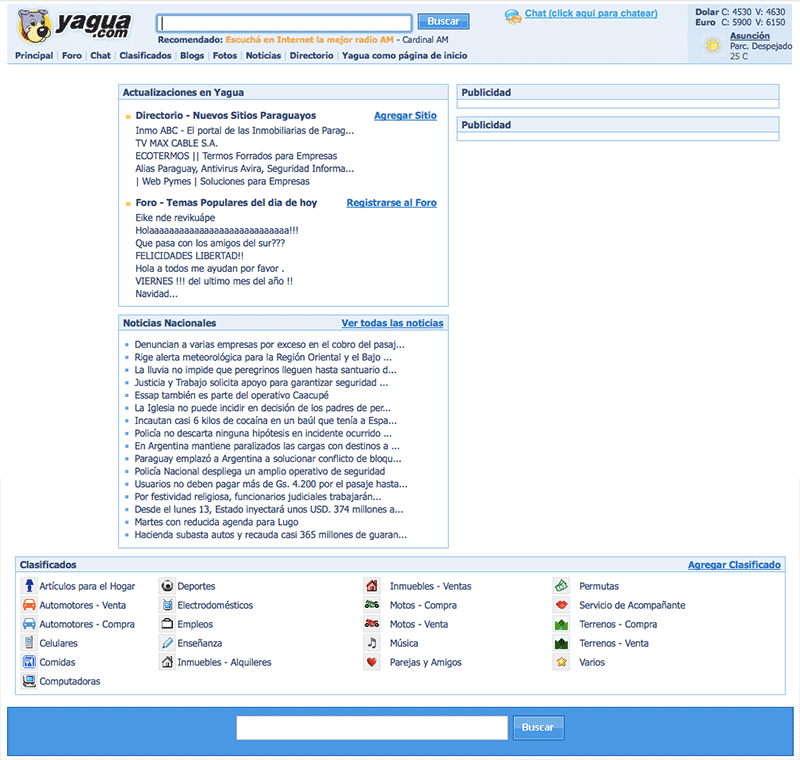 yagua
.com
Buscar
Recomendado: Escuchá en Internet la mejor radio AM - Cardinal AM
Chat (click aqui para chatear)
Dolar C: 4530 V: 4630
Euro C: 5900 V: 6150
Asunción
Parc. Despejado
25 C
Principal | Foro | Chat | Clasificados | Blogs | Fotos | Noticias | Directorio | Yagua como página de inicio
Actualizaciones en Yagua
Directorio - Nuevos Sitios Paraguayos Agregar Sitio
Inmo ABC - El portal de las Inmobiliarias de Parag...
TV MAX CABLE S.A.
ECOTERMOS || Termos Forrados para Empresas
Alias Paraguay, Antivirus Avira, Seguridad Informa...
| Web Pymes | Soluciones para Empresas
Foro - Temas Populares del dia de hoy Registrarse al Foro
Eike nde revikuápe
Holaaaaaaaaaaaaaaaaaaaaaaaaaaaa!!!
Que pasa con los amigos del sur???
FELICIDADES LIBERTAD!!
Hola a todos me ayudan por favor .
VIERNES !!! del ultimo mes del año !!
Navidad...
Publicidad
Publicidad
Noticias Nacionales Ver todas las noticias
Denuncian a varias empresas por exceso en el cobro del pasaj...
Rige alerta meteorológica para la Región Oriental y el Bajo ...
La lluvia no impide que peregrinos lleguen hasta santuario d...
Justicia y Trabajo solicita apoyo para garantizar seguridad ...
Essap también es parte del operativo Caacupé
La Iglesia no puede incidir en decisión de los padres de per...
Incautan casi 6 kilos de cocaína en un baúl que tenía a Espa...
Policía no descarta ninguna hipótesis en incidente ocurrido ...
En Argentina mantiene paralizados las cargas con destinos a ...
Paraguay emplazó a Argentina a solucionar conflicto de bloqu...
Policía Nacional despliega un amplio operativo de seguridad
Usuarios no deben pagar más de Gs. 4.200 por el pasaje hasta...
Por festividad religiosa, funcionarios judiciales trabajarán...
Desde el lunes 13, Estado inyectará unos USD. 374 millones a...
Martes con reducida agenda para Lugo
Hacienda subasta autos y recauda casi 365 millones de guaran...
Clasificados Agregar Clasificado
Artículos para el Hogar Deportes Inmuebles - Ventas Permutas
Automotores - Venta Electrodomésticos Motos - Compra Servicio de Acompañante
Automotores - Compra Empleos Motos - Venta Terrenos - Compra
Celulares Enseñanza Música Terrenos - Venta
Comidas Inmuebles - Alquileres Parejas y Amigos Varios
Computadoras
Buscar